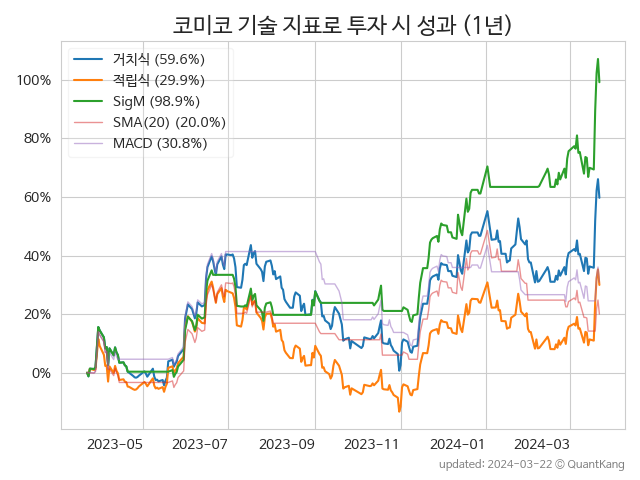 코미코 기술 지표로 투자 시 성과 (1년)
거치식 (59.6%)
적립식 (29.9%)
SigM (98.9%)
SMA(20) (20.0%)
MACD (30.8%)
100%
80%
60%
40%
20%
0%
2023-05 2023-07 2023-09 2023-11 2024-01 2024-03
updated: 2024-03-22 © QuantKang